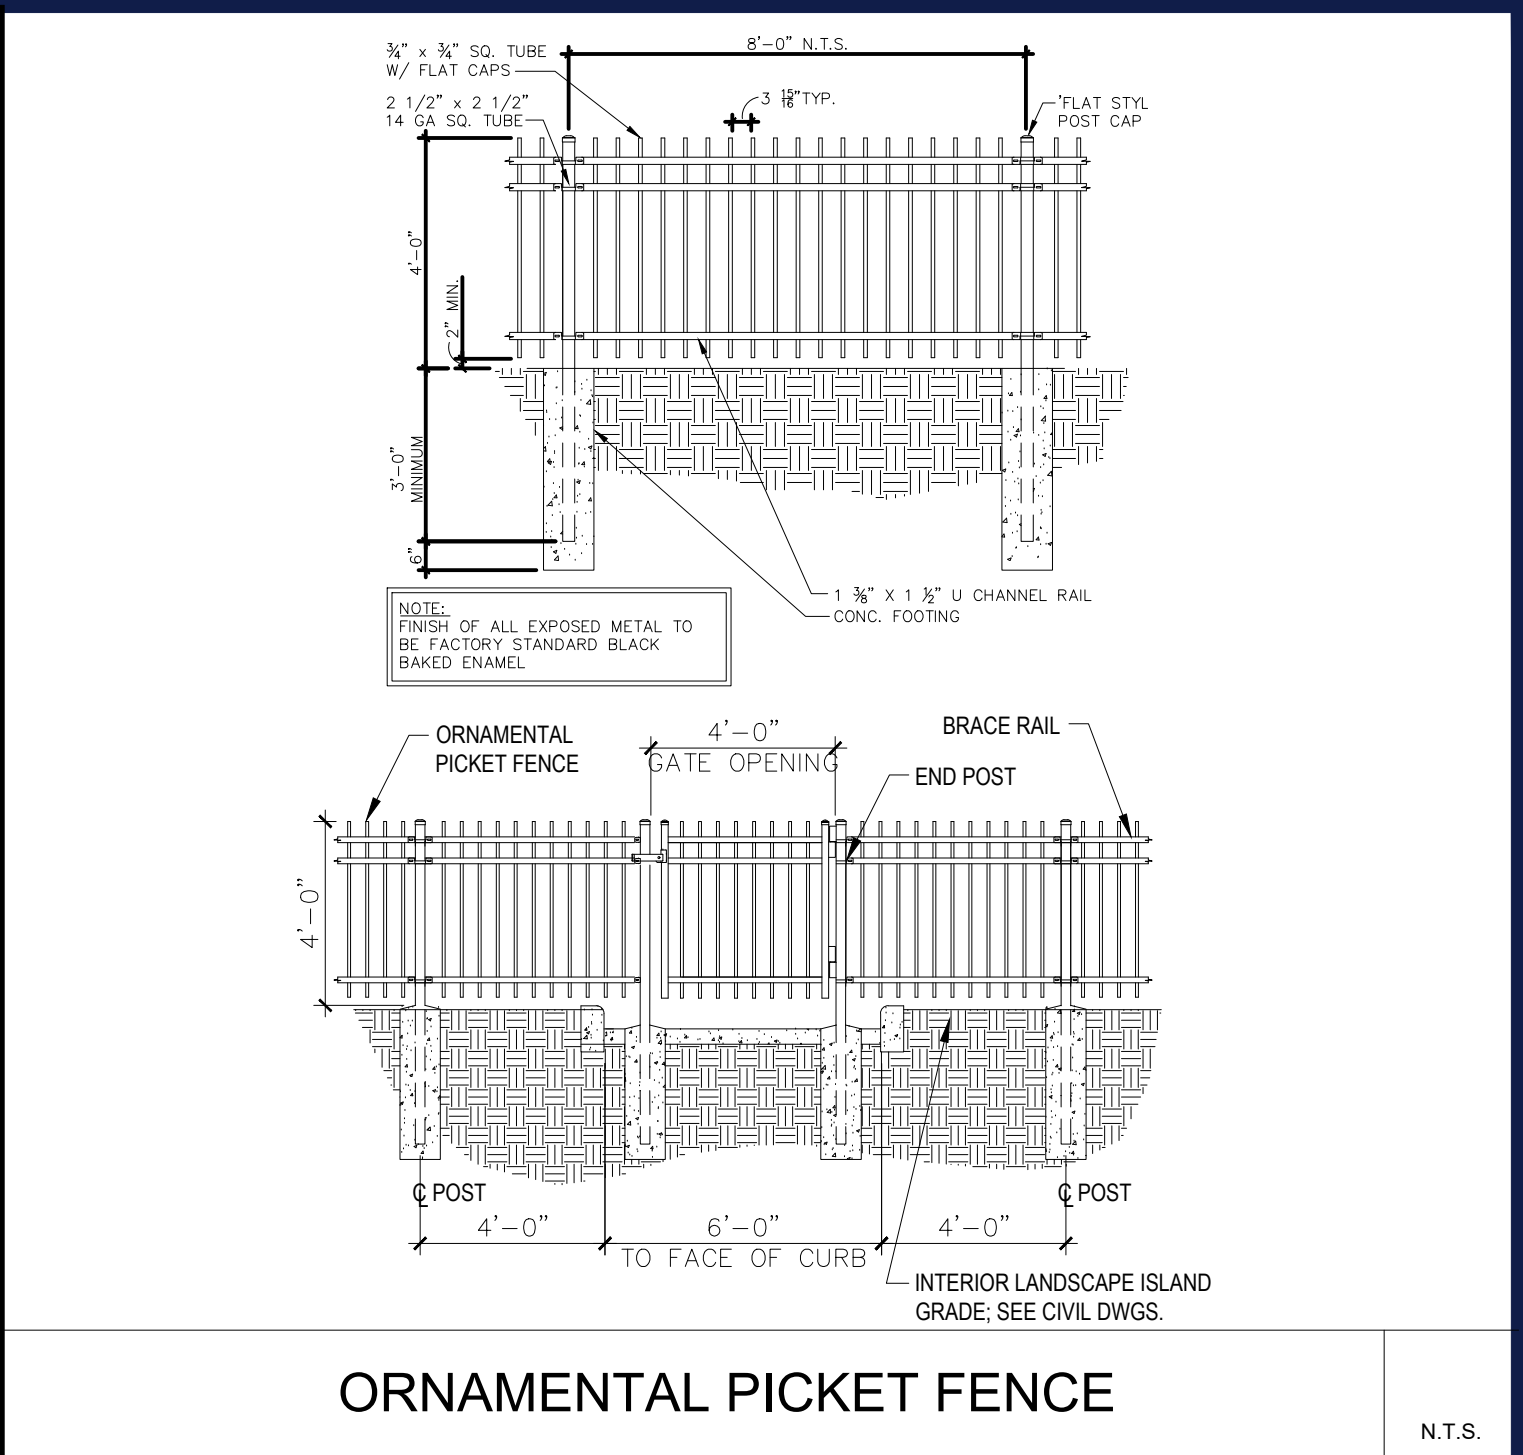 ¾" x ¾" SQ. TUBE
W/ FLAT CAPS
2 1/2" x 2 1/2"
14 GA SQ. TUBE
8'-0" N.T.S.
3 15/16" TYP.
'FLAT STYL
POST CAP
4'-0"
2" MIN.
3'-0"
MINIMUM
6"
1 ⅜" X 1 ½" U CHANNEL RAIL
CONC. FOOTING
NOTE:
FINISH OF ALL EXPOSED METAL TO
BE FACTORY STANDARD BLACK
BAKED ENAMEL
ORNAMENTAL
PICKET FENCE
4'-0"
GATE OPENING
BRACE RAIL
END POST
4'-0"
℄ POST
℄ POST
4'-0"
6'-0"
4'-0"
TO FACE OF CURB
INTERIOR LANDSCAPE ISLAND
GRADE; SEE CIVIL DWGS.
ORNAMENTAL PICKET FENCE
N.T.S.